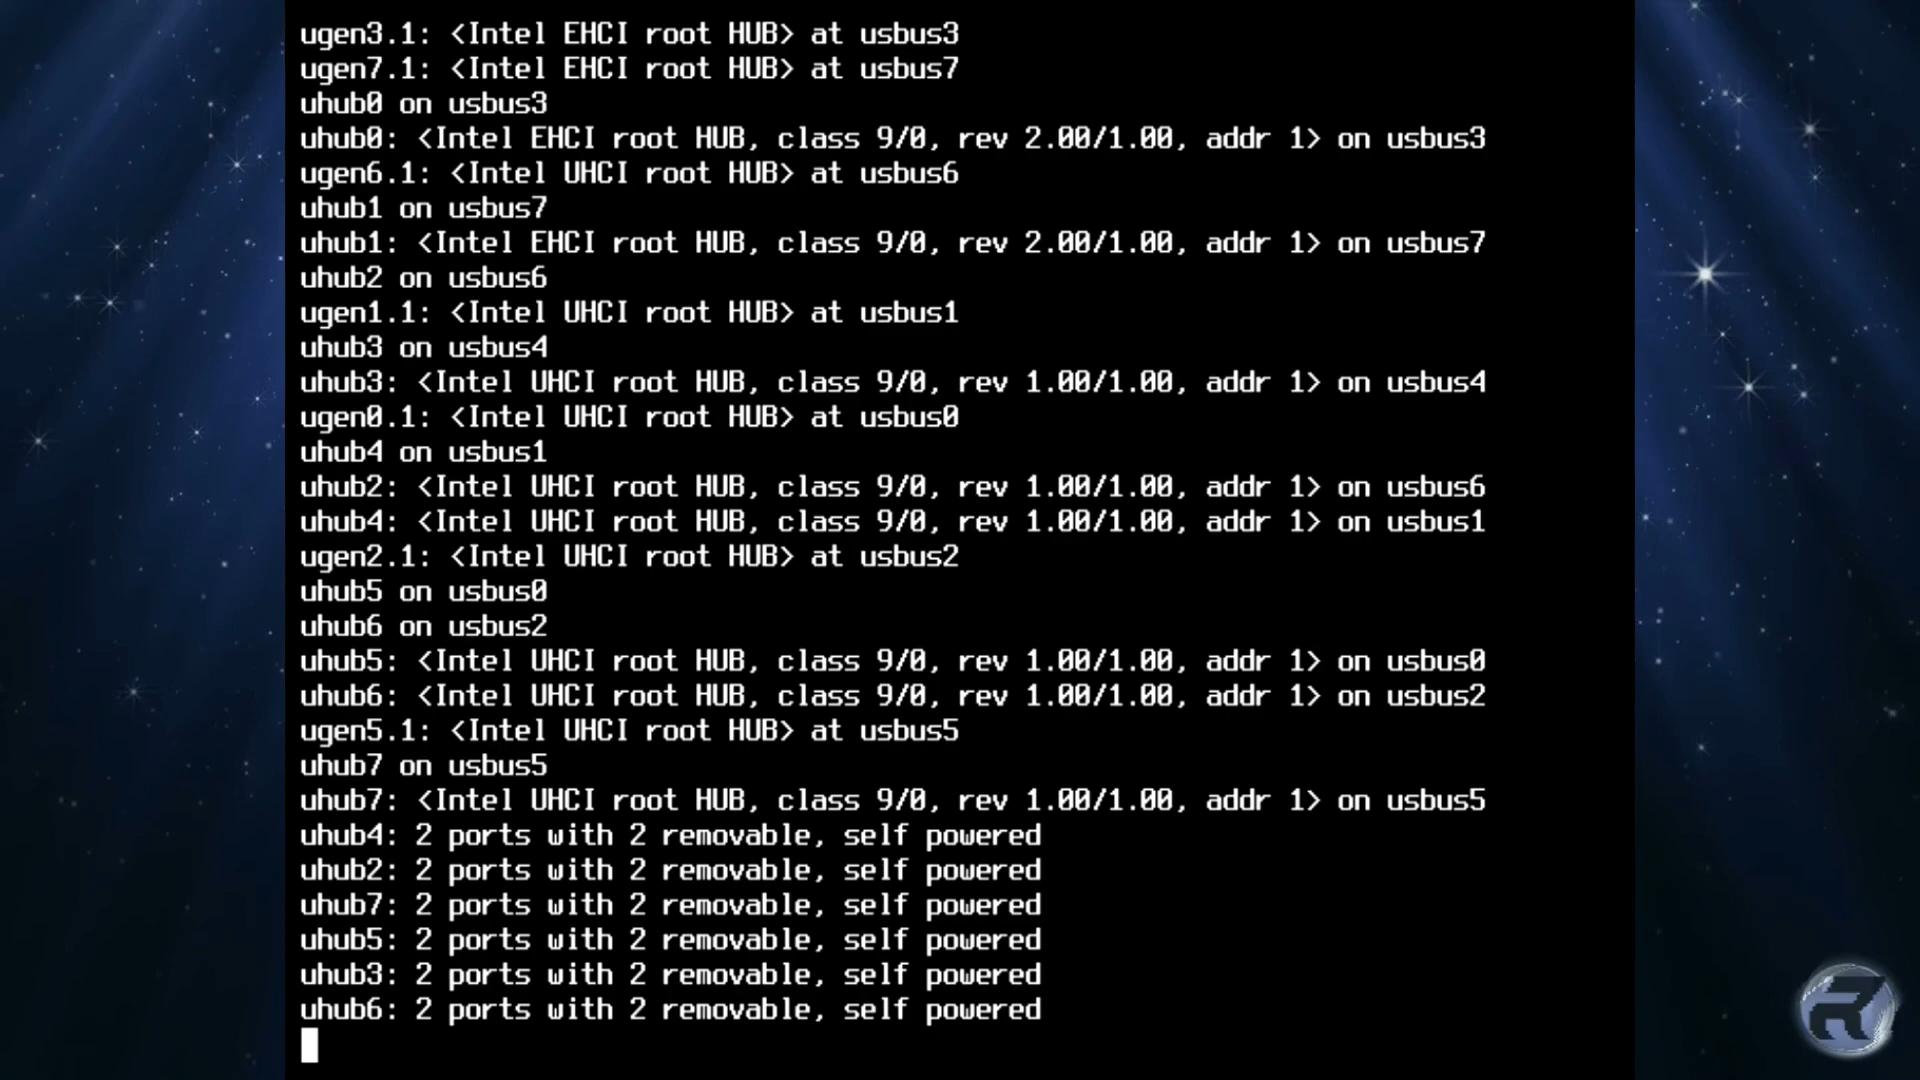 ugen3.1: <Intel EHCI root HUB> at usbus3
ugen7.1: <Intel EHCI root HUB> at usbus7
uhub0 on usbus3
uhub0: <Intel EHCI root HUB, class 9/0, rev 2.00/1.00, addr 1> on usbus3
ugen6.1: <Intel UHCI root HUB> at usbus6
uhub1 on usbus7
uhub1: <Intel EHCI root HUB, class 9/0, rev 2.00/1.00, addr 1> on usbus7
uhub2 on usbus6
ugen1.1: <Intel UHCI root HUB> at usbus1
uhub3 on usbus4
uhub3: <Intel UHCI root HUB, class 9/0, rev 1.00/1.00, addr 1> on usbus4
ugen0.1: <Intel UHCI root HUB> at usbus0
uhub4 on usbus1
uhub2: <Intel UHCI root HUB, class 9/0, rev 1.00/1.00, addr 1> on usbus6
uhub4: <Intel UHCI root HUB, class 9/0, rev 1.00/1.00, addr 1> on usbus1
ugen2.1: <Intel UHCI root HUB> at usbus2
uhub5 on usbus0
uhub6 on usbus2
uhub5: <Intel UHCI root HUB, class 9/0, rev 1.00/1.00, addr 1> on usbus0
uhub6: <Intel UHCI root HUB, class 9/0, rev 1.00/1.00, addr 1> on usbus2
ugen5.1: <Intel UHCI root HUB> at usbus5
uhub7 on usbus5
uhub7: <Intel UHCI root HUB, class 9/0, rev 1.00/1.00, addr 1> on usbus5
uhub4: 2 ports with 2 removable, self powered
uhub2: 2 ports with 2 removable, self powered
uhub7: 2 ports with 2 removable, self powered
uhub5: 2 ports with 2 removable, self powered
uhub3: 2 ports with 2 removable, self powered
uhub6: 2 ports with 2 removable, self powered
R